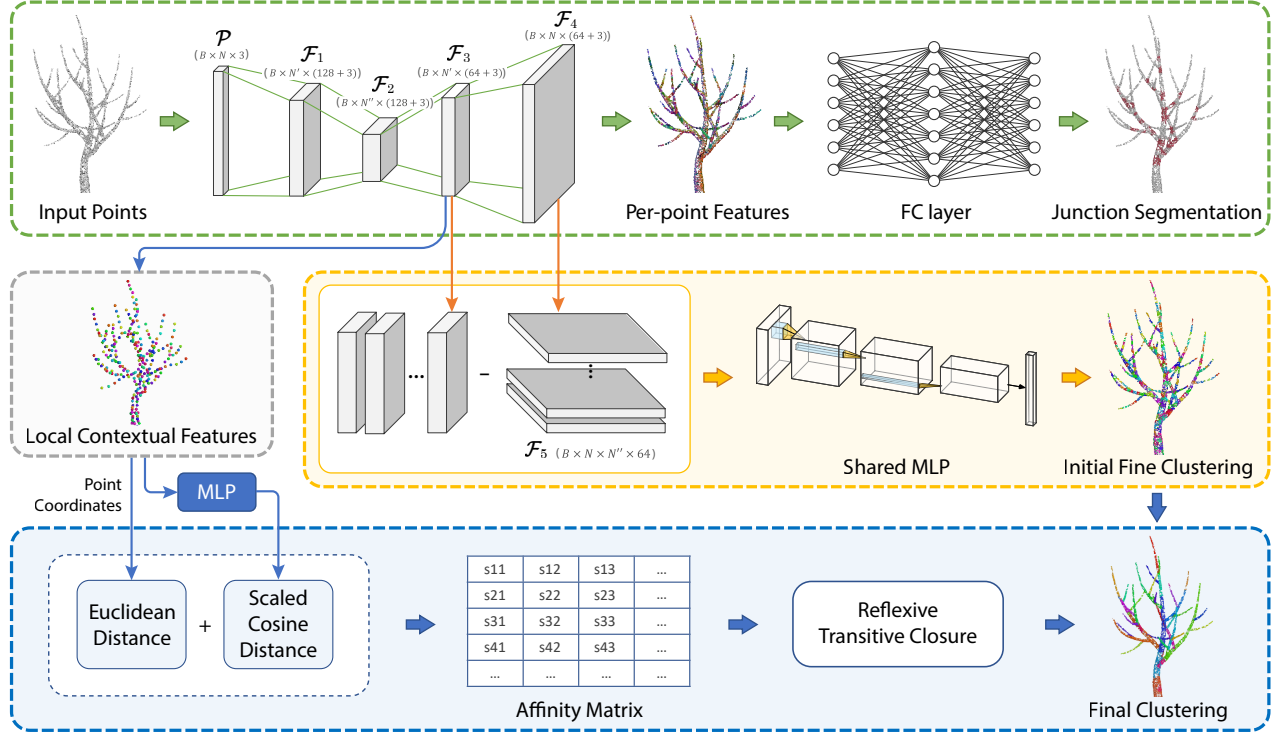 𝒫
(B × N × 3)
ℱ₁
(B × N′ × (128 + 3))
ℱ₂
(B × N′′ × (128 + 3))
ℱ₃
(B × N′ × (64 + 3))
ℱ₄
(B × N × (64 + 3))
Input Points
Per-point Features
FC layer
Junction Segmentation
Local Contextual Features
...
–
...
ℱ₅ (B × N × N′′ × 64)
Shared MLP
Initial Fine Clustering
Point
Coordinates
MLP
Euclidean
Distance
+
Scaled
Cosine
Distance
s11 s12 s13 ...
s21 s22 s23 ...
s31 s32 s33 ...
s41 s42 s43 ...
... ... ... ...
Affinity Matrix
Reflexive
Transitive Closure
Final Clustering